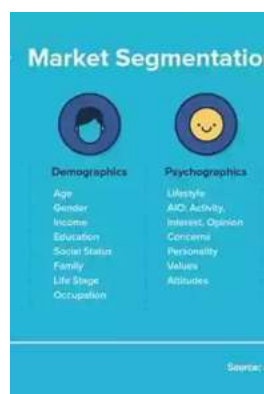 Market Segmentatio
Demographics
Age
Gender
Income
Education
Social Status
Family
Life Stage
Occupation
Psychographics
Lifestyle
AIO: Activity,
Interest, Opinion
Concerns
Personality
Values
Attitudes
Source: